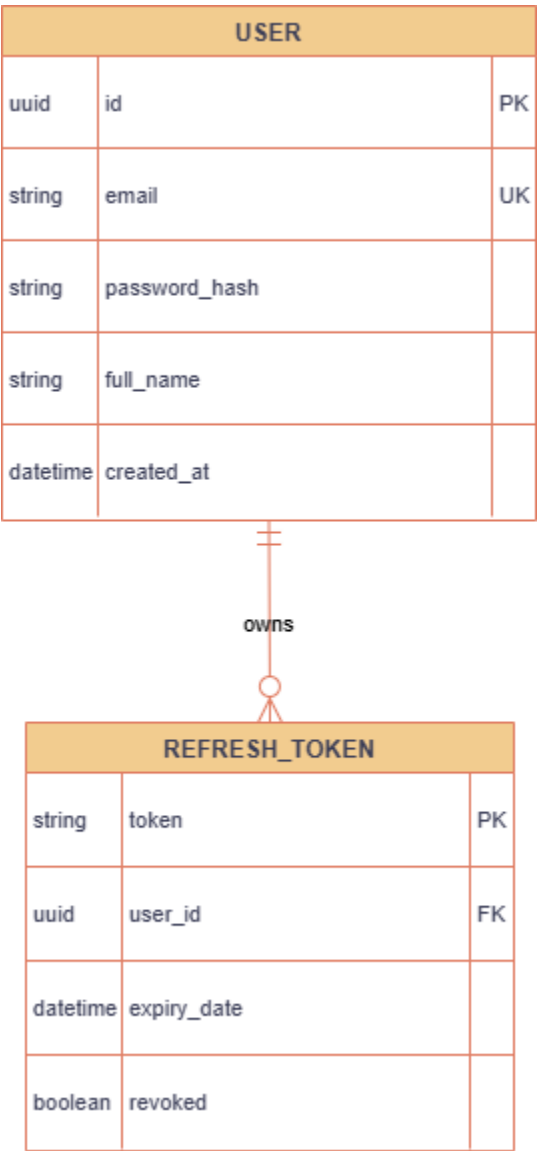 USER
uuid id PK
string email UK
string password_hash
string full_name
datetime created_at
owns
REFRESH_TOKEN
string token PK
uuid user_id FK
datetime expiry_date
boolean revoked